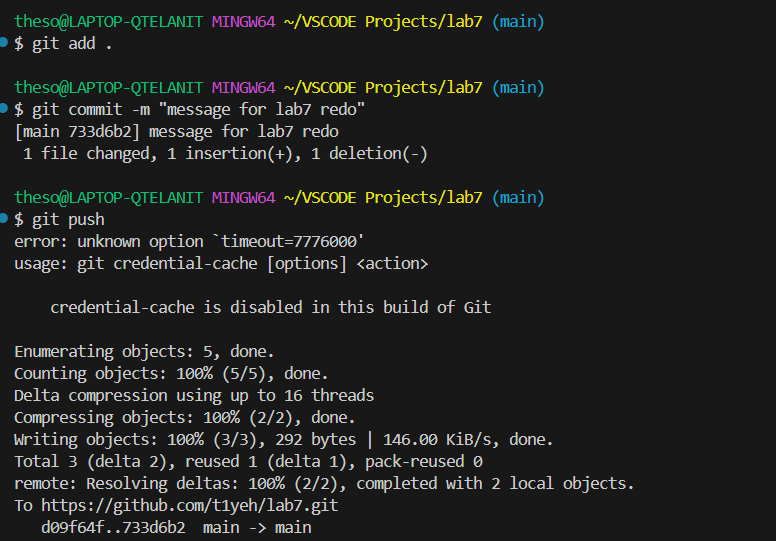 theso@LAPTOP-QTELANIT MINGW64 ~/VSCODE Projects/lab7 (main)
$ git add .
theso@LAPTOP-QTELANIT MINGW64 ~/VSCODE Projects/lab7 (main)
$ git commit -m "message for lab7 redo"
[main 733d6b2] message for lab7 redo
 1 file changed, 1 insertion(+), 1 deletion(-)
theso@LAPTOP-QTELANIT MINGW64 ~/VSCODE Projects/lab7 (main)
$ git push
error: unknown option `timeout=7776000'
usage: git credential-cache [options] <action>
    credential-cache is disabled in this build of Git
Enumerating objects: 5, done.
Counting objects: 100% (5/5), done.
Delta compression using up to 16 threads
Compressing objects: 100% (2/2), done.
Writing objects: 100% (3/3), 292 bytes | 146.00 KiB/s, done.
Total 3 (delta 2), reused 1 (delta 1), pack-reused 0
remote: Resolving deltas: 100% (2/2), completed with 2 local objects.
To https://github.com/t1yeh/lab7.git
   d09f64f..733d6b2  main -> main